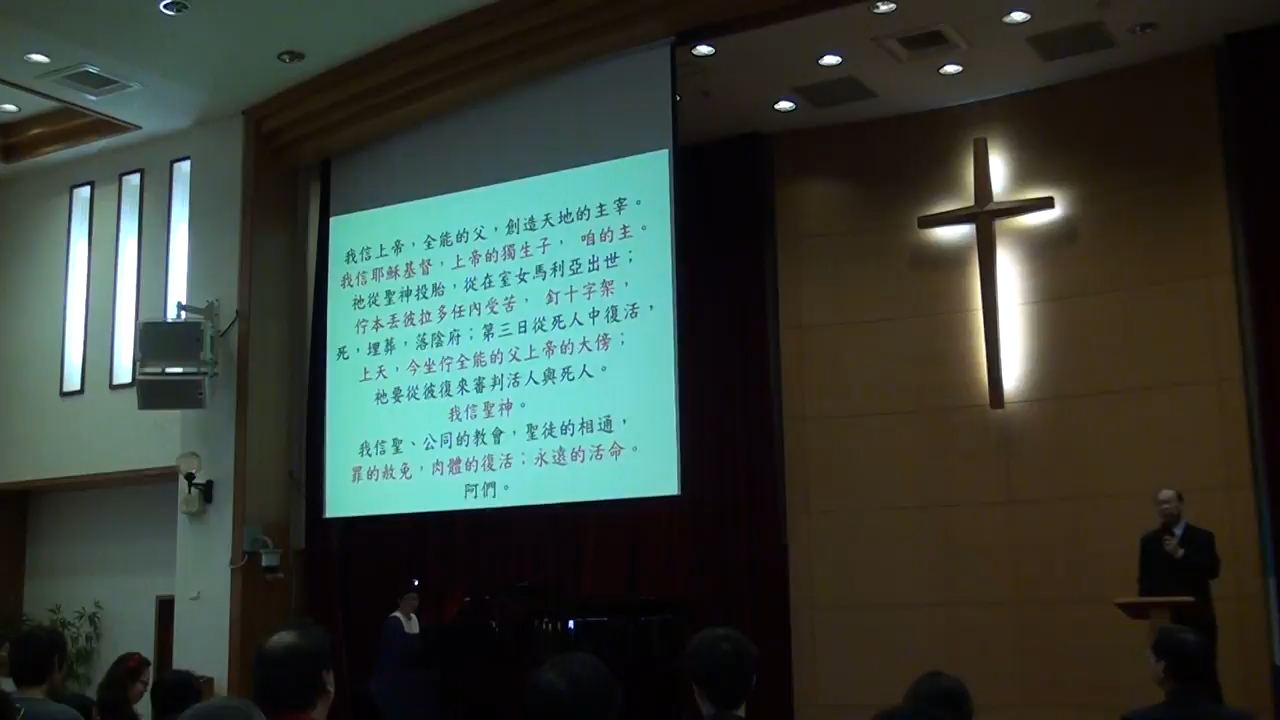 我信上帝，全能的父，創造天地的主宰。
我信耶穌基督，上帝的獨生子， 咱的主。
祂從聖神投胎，從在室女馬利亞出世；
佇本丟彼拉多任內受苦， 釘十字架，
死，埋葬，落陰府；第三日從死人中復活，
上天，今坐佇全能的父上帝的大傍；
祂要從彼復來審判活人與死人。
我信聖神。
我信聖、公同的教會，聖徒的相通，
罪的赦免，肉體的復活；永遠的活命。
阿們。